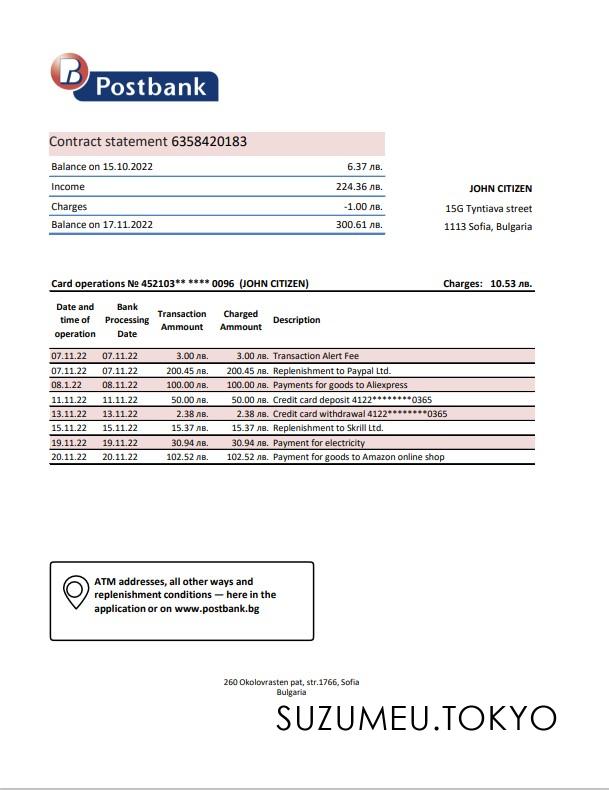 B Postbank
Contract statement 6358420183
Balance on 15.10.2022 6.37 лв.
Income 224.36 лв.
Charges -1.00 лв.
Balance on 17.11.2022 300.61 лв.
JOHN CITIZEN
15G Tyntiava street
1113 Sofia, Bulgaria
Card operations № 452103** **** 0096 (JOHN CITIZEN) Charges: 10.53 лв.
Date and time of operation Bank Processing Date Transaction Amount Charged Amount Description
07.11.22 07.11.22 3.00 лв. 3.00 лв. Transaction Alert Fee
07.11.22 07.11.22 200.45 лв. 200.45 лв. Replenishment to Paypal Ltd.
08.1.22 08.11.22 100.00 лв. 100.00 лв. Payments for goods to Aliexpress
11.11.22 11.11.22 50.00 лв. 50.00 лв. Credit card deposit 4122********0365
13.11.22 13.11.22 2.38 лв. 2.38 лв. Credit card withdrawal 4122********0365
15.11.22 15.11.22 15.37 лв. 15.37 лв. Replenishment to Skrill Ltd.
19.11.22 19.11.22 30.94 лв. 30.94 лв. Payment for electricity
20.11.22 20.11.22 102.52 лв. 102.52 лв. Payment for goods to Amazon online shop
ATM addresses, all other ways and
replenishment conditions — here in the
application or on www.postbank.bg
260 Okolovrasten pat, str.1766, Sofia
Bulgaria
SUZUMEU.TOKYO